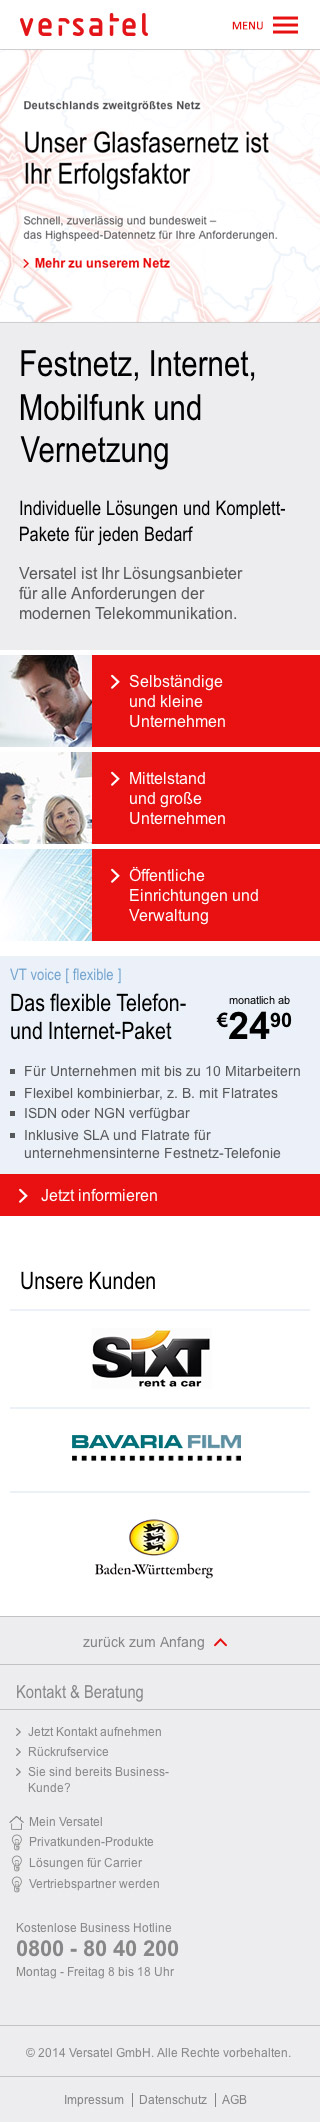 versatel
MENU
Deutschlands zweitgrößtes Netz
Unser Glasfasernetz ist
Ihr Erfolgsfaktor
Schnell, zuverlässig und bundesweit –
das Highspeed-Datennetz für Ihre Anforderungen.
Mehr zu unserem Netz
Festnetz, Internet,
Mobilfunk und
Vernetzung
Individuelle Lösungen und Komplett-
Pakete für jeden Bedarf
Versatel ist Ihr Lösungsanbieter
für alle Anforderungen der
modernen Telekommunikation.
Selbständige
und kleine
Unternehmen
Mittelstand
und große
Unternehmen
Öffentliche
Einrichtungen und
Verwaltung
VT voice [ flexible ]
Das flexible Telefon-
und Internet-Paket
monatlich ab
€2490
Für Unternehmen mit bis zu 10 Mitarbeitern
Flexibel kombinierbar, z. B. mit Flatrates
ISDN oder NGN verfügbar
Inklusive SLA und Flatrate für
unternehmensinterne Festnetz-Telefonie
Jetzt informieren
Unsere Kunden
SIXT
rent a car
BAVARIA FILM
Baden-Württemberg
zurück zum Anfang
Kontakt & Beratung
Jetzt Kontakt aufnehmen
Rückrufservice
Sie sind bereits Business-
Kunde?
Mein Versatel
Privatkunden-Produkte
Lösungen für Carrier
Vertriebspartner werden
Kostenlose Business Hotline
0800 - 80 40 200
Montag - Freitag 8 bis 18 Uhr
© 2014 Versatel GmbH. Alle Rechte vorbehalten.
Impressum | Datenschutz | AGB